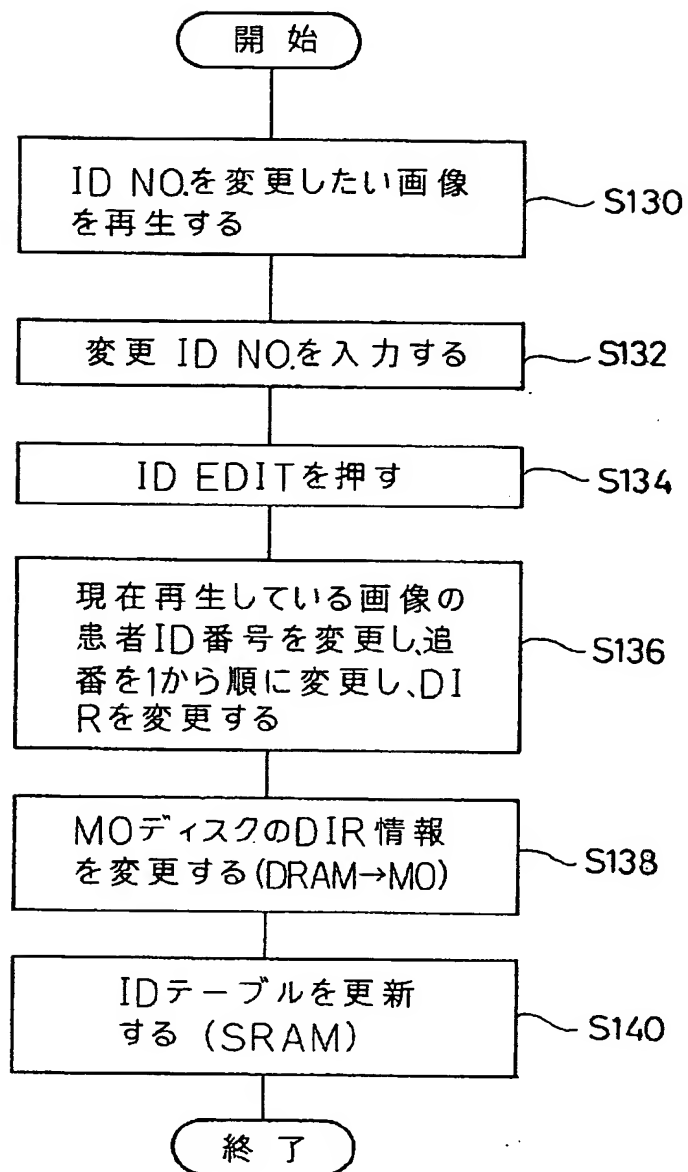 開始
ID NO.を変更したい画像
を再生する
S130
変更 ID NO.を入力する
S132
ID EDITを押す
S134
現在再生している画像の
患者ID番号を変更し、追
番を1から順に変更し、DI
Rを変更する
S136
MOディスクのDIR情報
を変更する(DRAM→MO)
S138
IDテーブルを更新
する (SRAM)
S140
終了